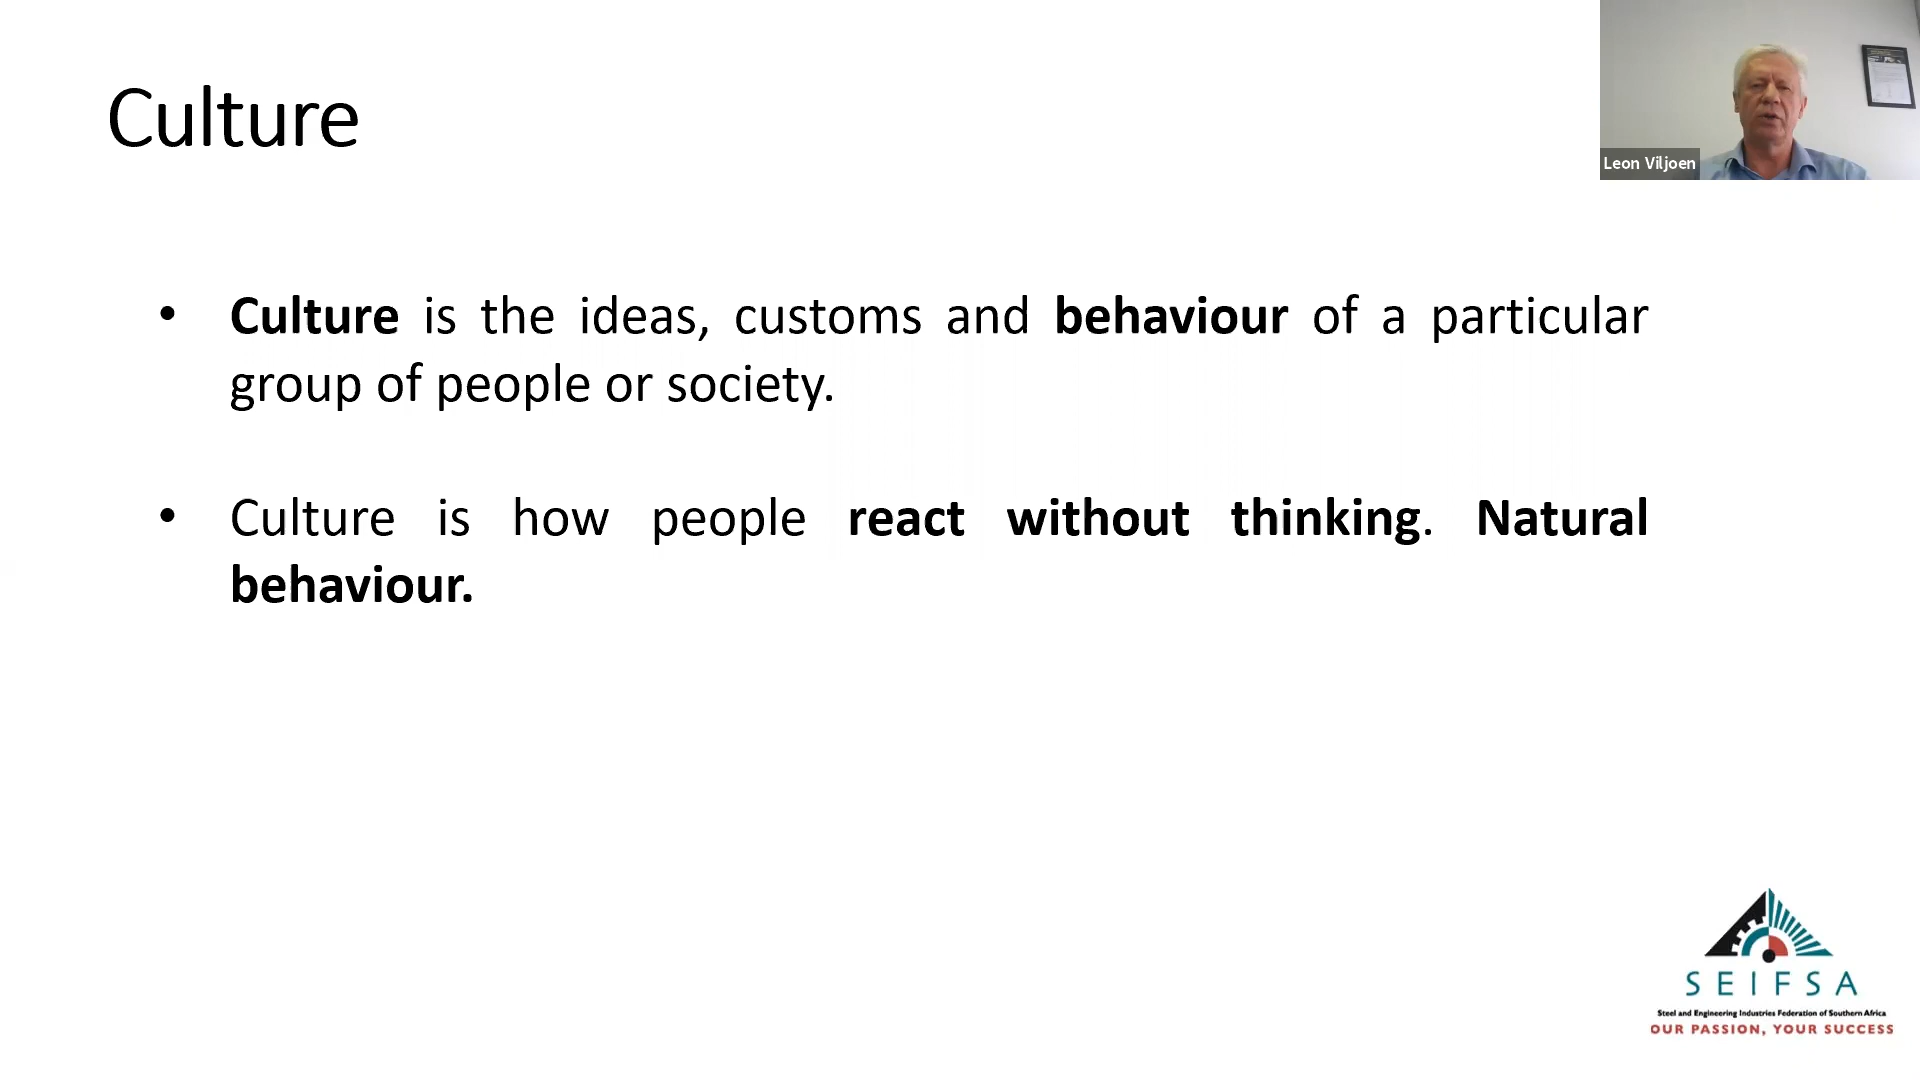 Culture
Leon Viljoen
• Culture is the ideas, customs and behaviour of a particular
group of people or society.
• Culture is how people react without thinking. Natural
behaviour.
SEIFSA
Steel and Engineering Industries Federation of Southern Africa
OUR PASSION, YOUR SUCCESS